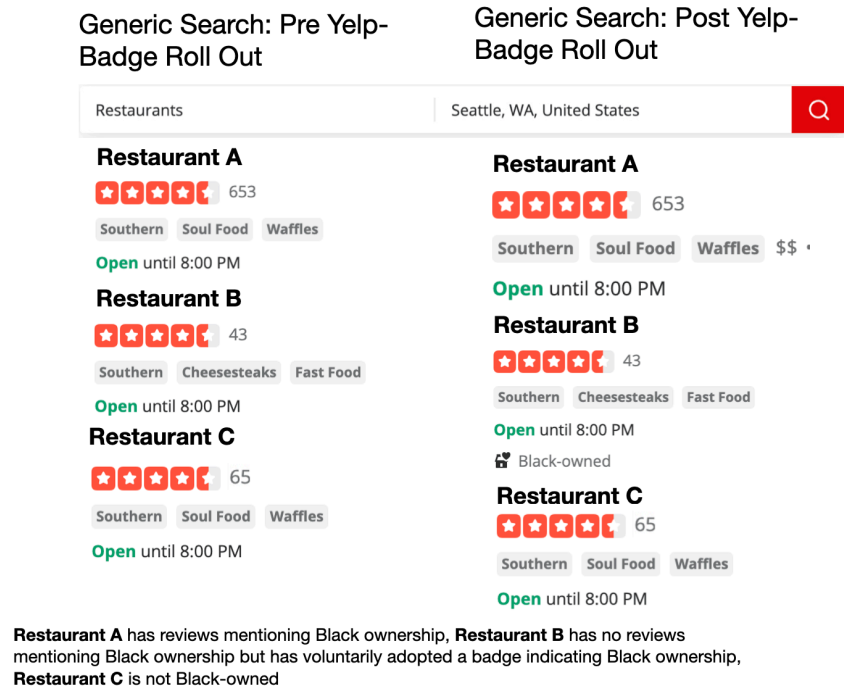 Generic Search: Pre Yelp-
Badge Roll Out
Generic Search: Post Yelp-
Badge Roll Out
Restaurants
Seattle, WA, United States
Restaurant A
653
Southern Soul Food Waffles
Open until 8:00 PM
Restaurant B
43
Southern Cheesesteaks Fast Food
Open until 8:00 PM
Restaurant C
65
Southern Soul Food Waffles
Open until 8:00 PM
Restaurant A
653
Southern Soul Food Waffles $$ •
Open until 8:00 PM
Restaurant B
43
Southern Cheesesteaks Fast Food
Open until 8:00 PM
Black-owned
Restaurant C
65
Southern Soul Food Waffles
Open until 8:00 PM
Restaurant A has reviews mentioning Black ownership, Restaurant B has no reviews
mentioning Black ownership but has voluntarily adopted a badge indicating Black ownership,
Restaurant C is not Black-owned